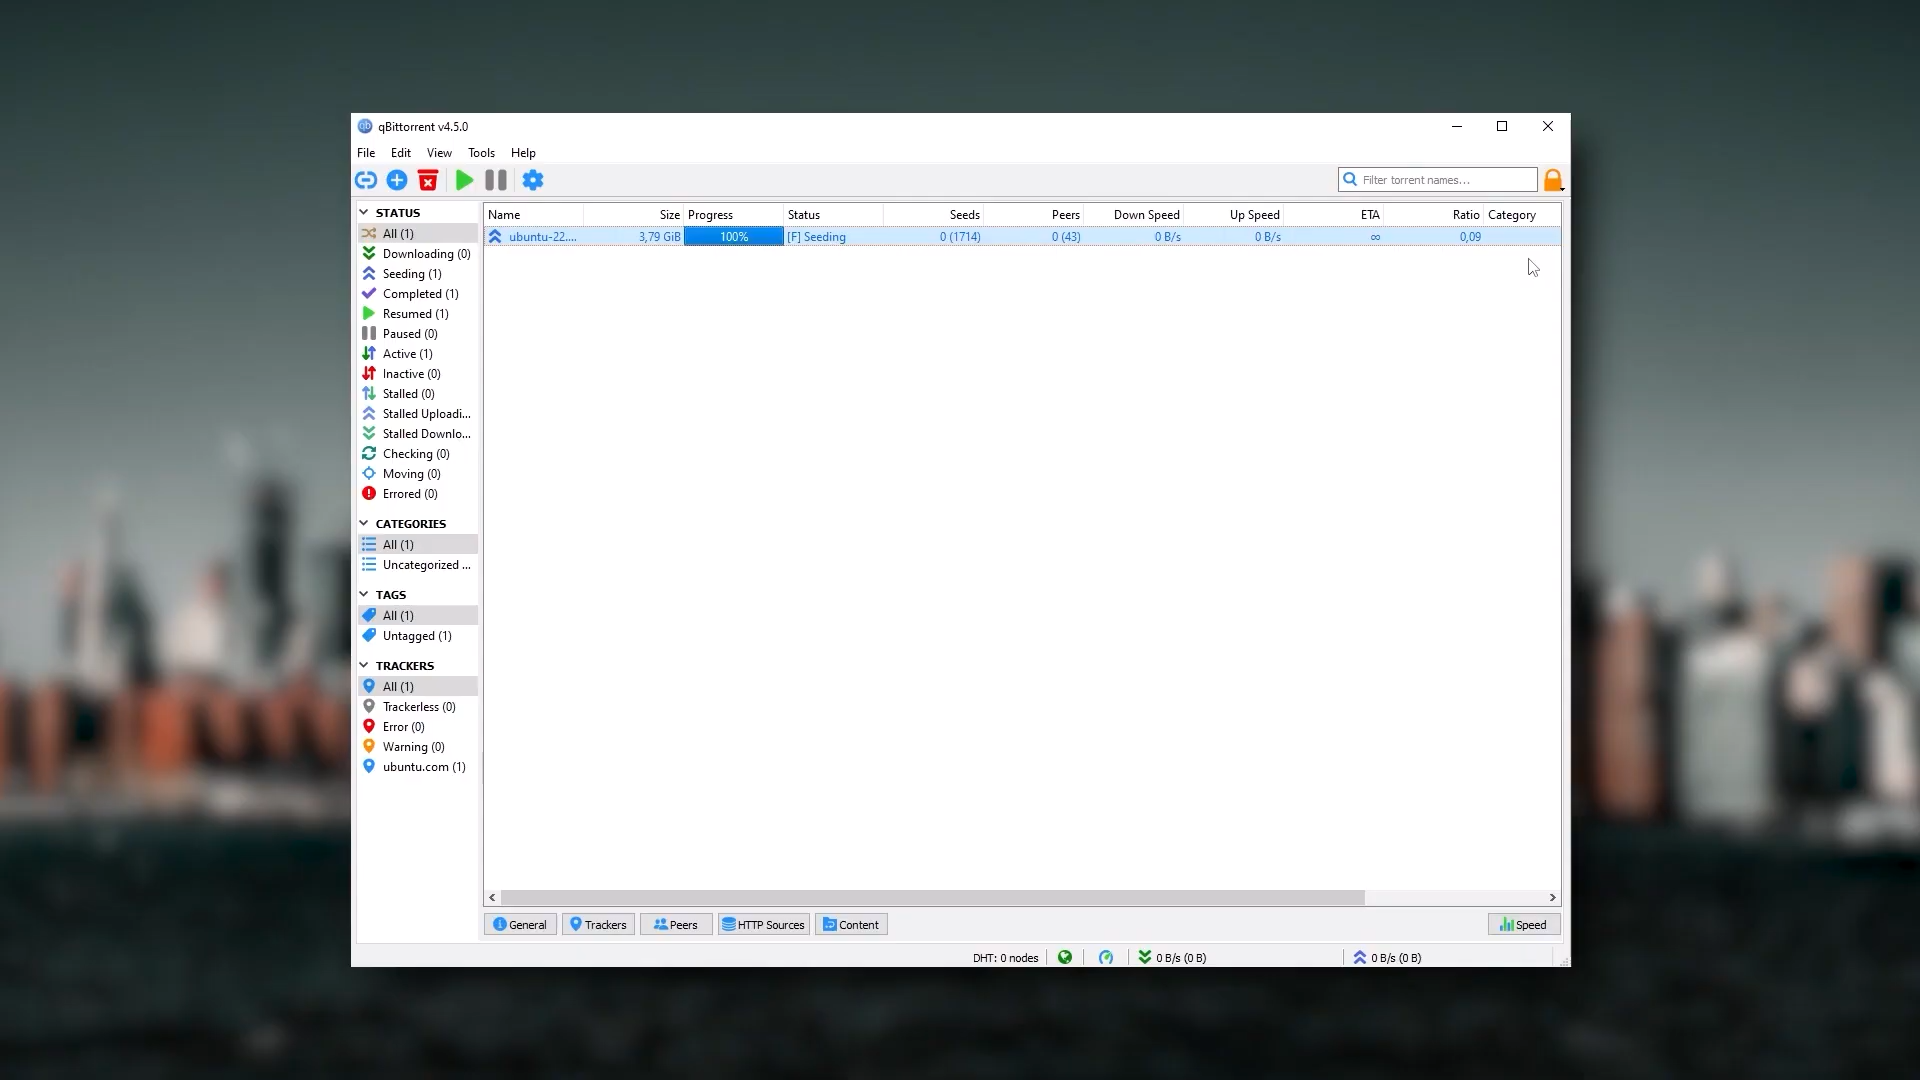 qBittorrent v4.5.0
File Edit View Tools Help
Filter torrent names...
STATUS
All (1)
Downloading (0)
Seeding (1)
Completed (1)
Resumed (1)
Paused (0)
Active (1)
Inactive (0)
Stalled (0)
Stalled Uploadi...
Stalled Downlo...
Checking (0)
Moving (0)
Errored (0)
CATEGORIES
All (1)
Uncategorized ...
TAGS
All (1)
Untagged (1)
TRACKERS
All (1)
Trackerless (0)
Error (0)
Warning (0)
ubuntu.com (1)
Name Size Progress Status Seeds Peers Down Speed Up Speed ETA Ratio Category
ubuntu-22.... 3,79 GiB 100% [F] Seeding 0 (1714) 0 (43) 0 B/s 0 B/s ∞ 0,09
General Trackers Peers HTTP Sources Content Speed
DHT: 0 nodes 0 B/s (0 B) 0 B/s (0 B)